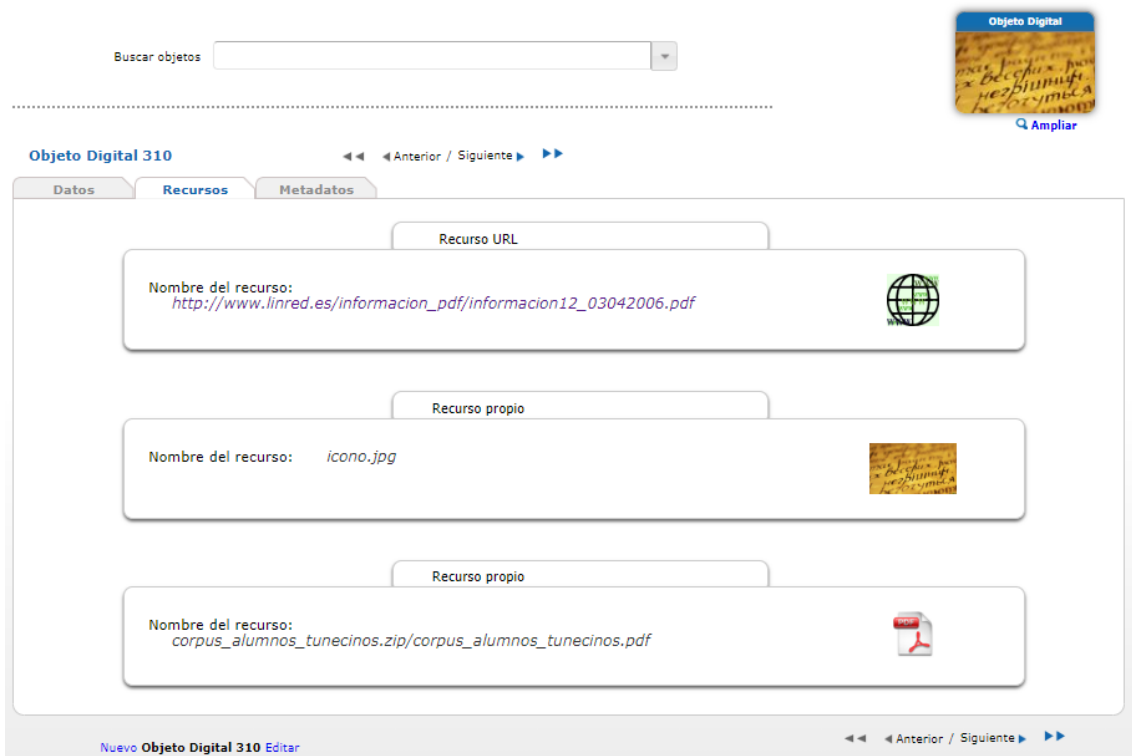 Objeto Digital
Buscar objetos
Ampliar
Objeto Digital 310
Anterior / Siguiente
Datos
Recursos
Metadatos
Recurso URL
Nombre del recurso:
http://www.linred.es/informacion_pdf/informacion12_03042006.pdf
Recurso propio
Nombre del recurso: icono.jpg
Recurso propio
Nombre del recurso:
corpus_alumnos_tunecinos.zip/corpus_alumnos_tunecinos.pdf
Anterior / Siguiente
Nuevo Objeto Digital 310 Editar